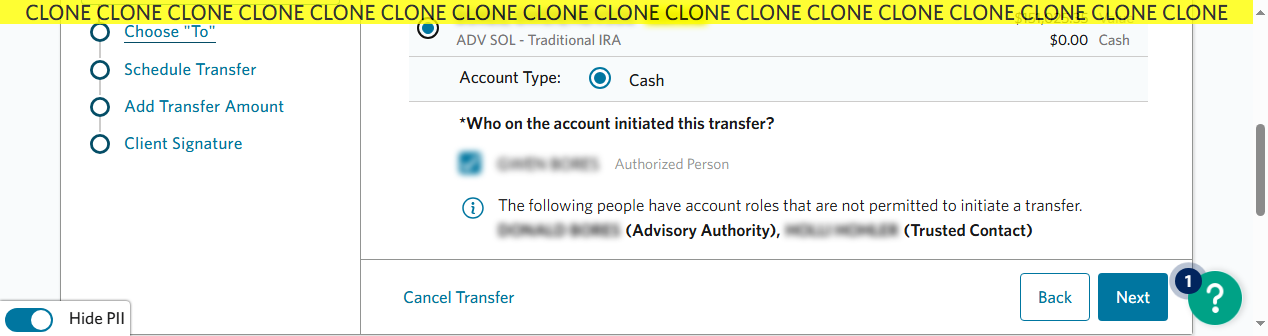 CLONE CLONE CLONE CLONE CLONE CLONE CLONE CLONE CLONE CLONE CLONE CLONE CLONE CLONE CLONE CLONE CLONE
Choose "To"
Schedule Transfer
Add Transfer Amount
Client Signature
ADV SOL - Traditional IRA
$0.00 Cash
Account Type: Cash
*Who on the account initiated this transfer?
Authorized Person
The following people have account roles that are not permitted to initiate a transfer.
(Advisory Authority), (Trusted Contact)
Cancel Transfer
Back
Next
1
?
Hide PII